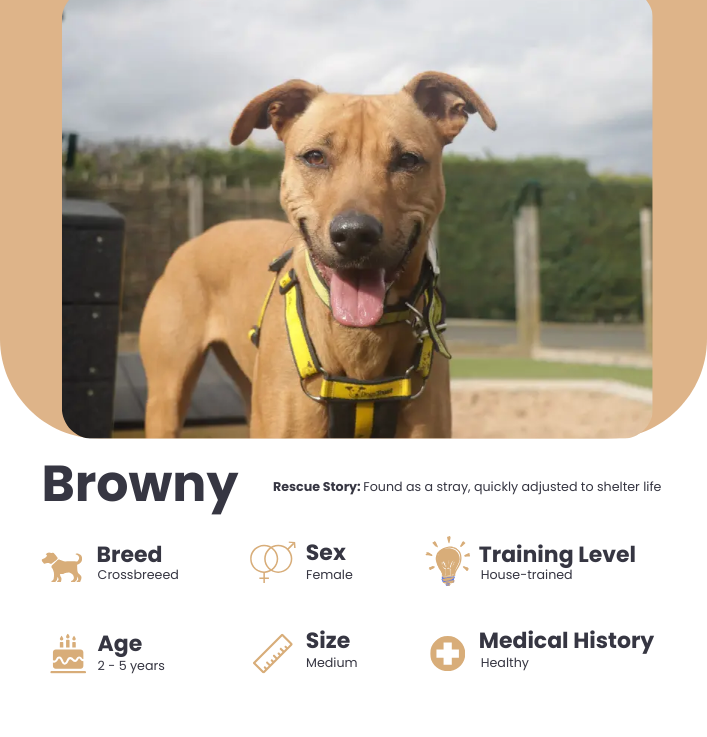 Browny
Rescue Story: Found as a stray, quickly adjusted to shelter life
Breed
Crossbreeed
Sex
Female
Training Level
House-trained
Age
2 - 5 years
Size
Medium
Medical History
Healthy